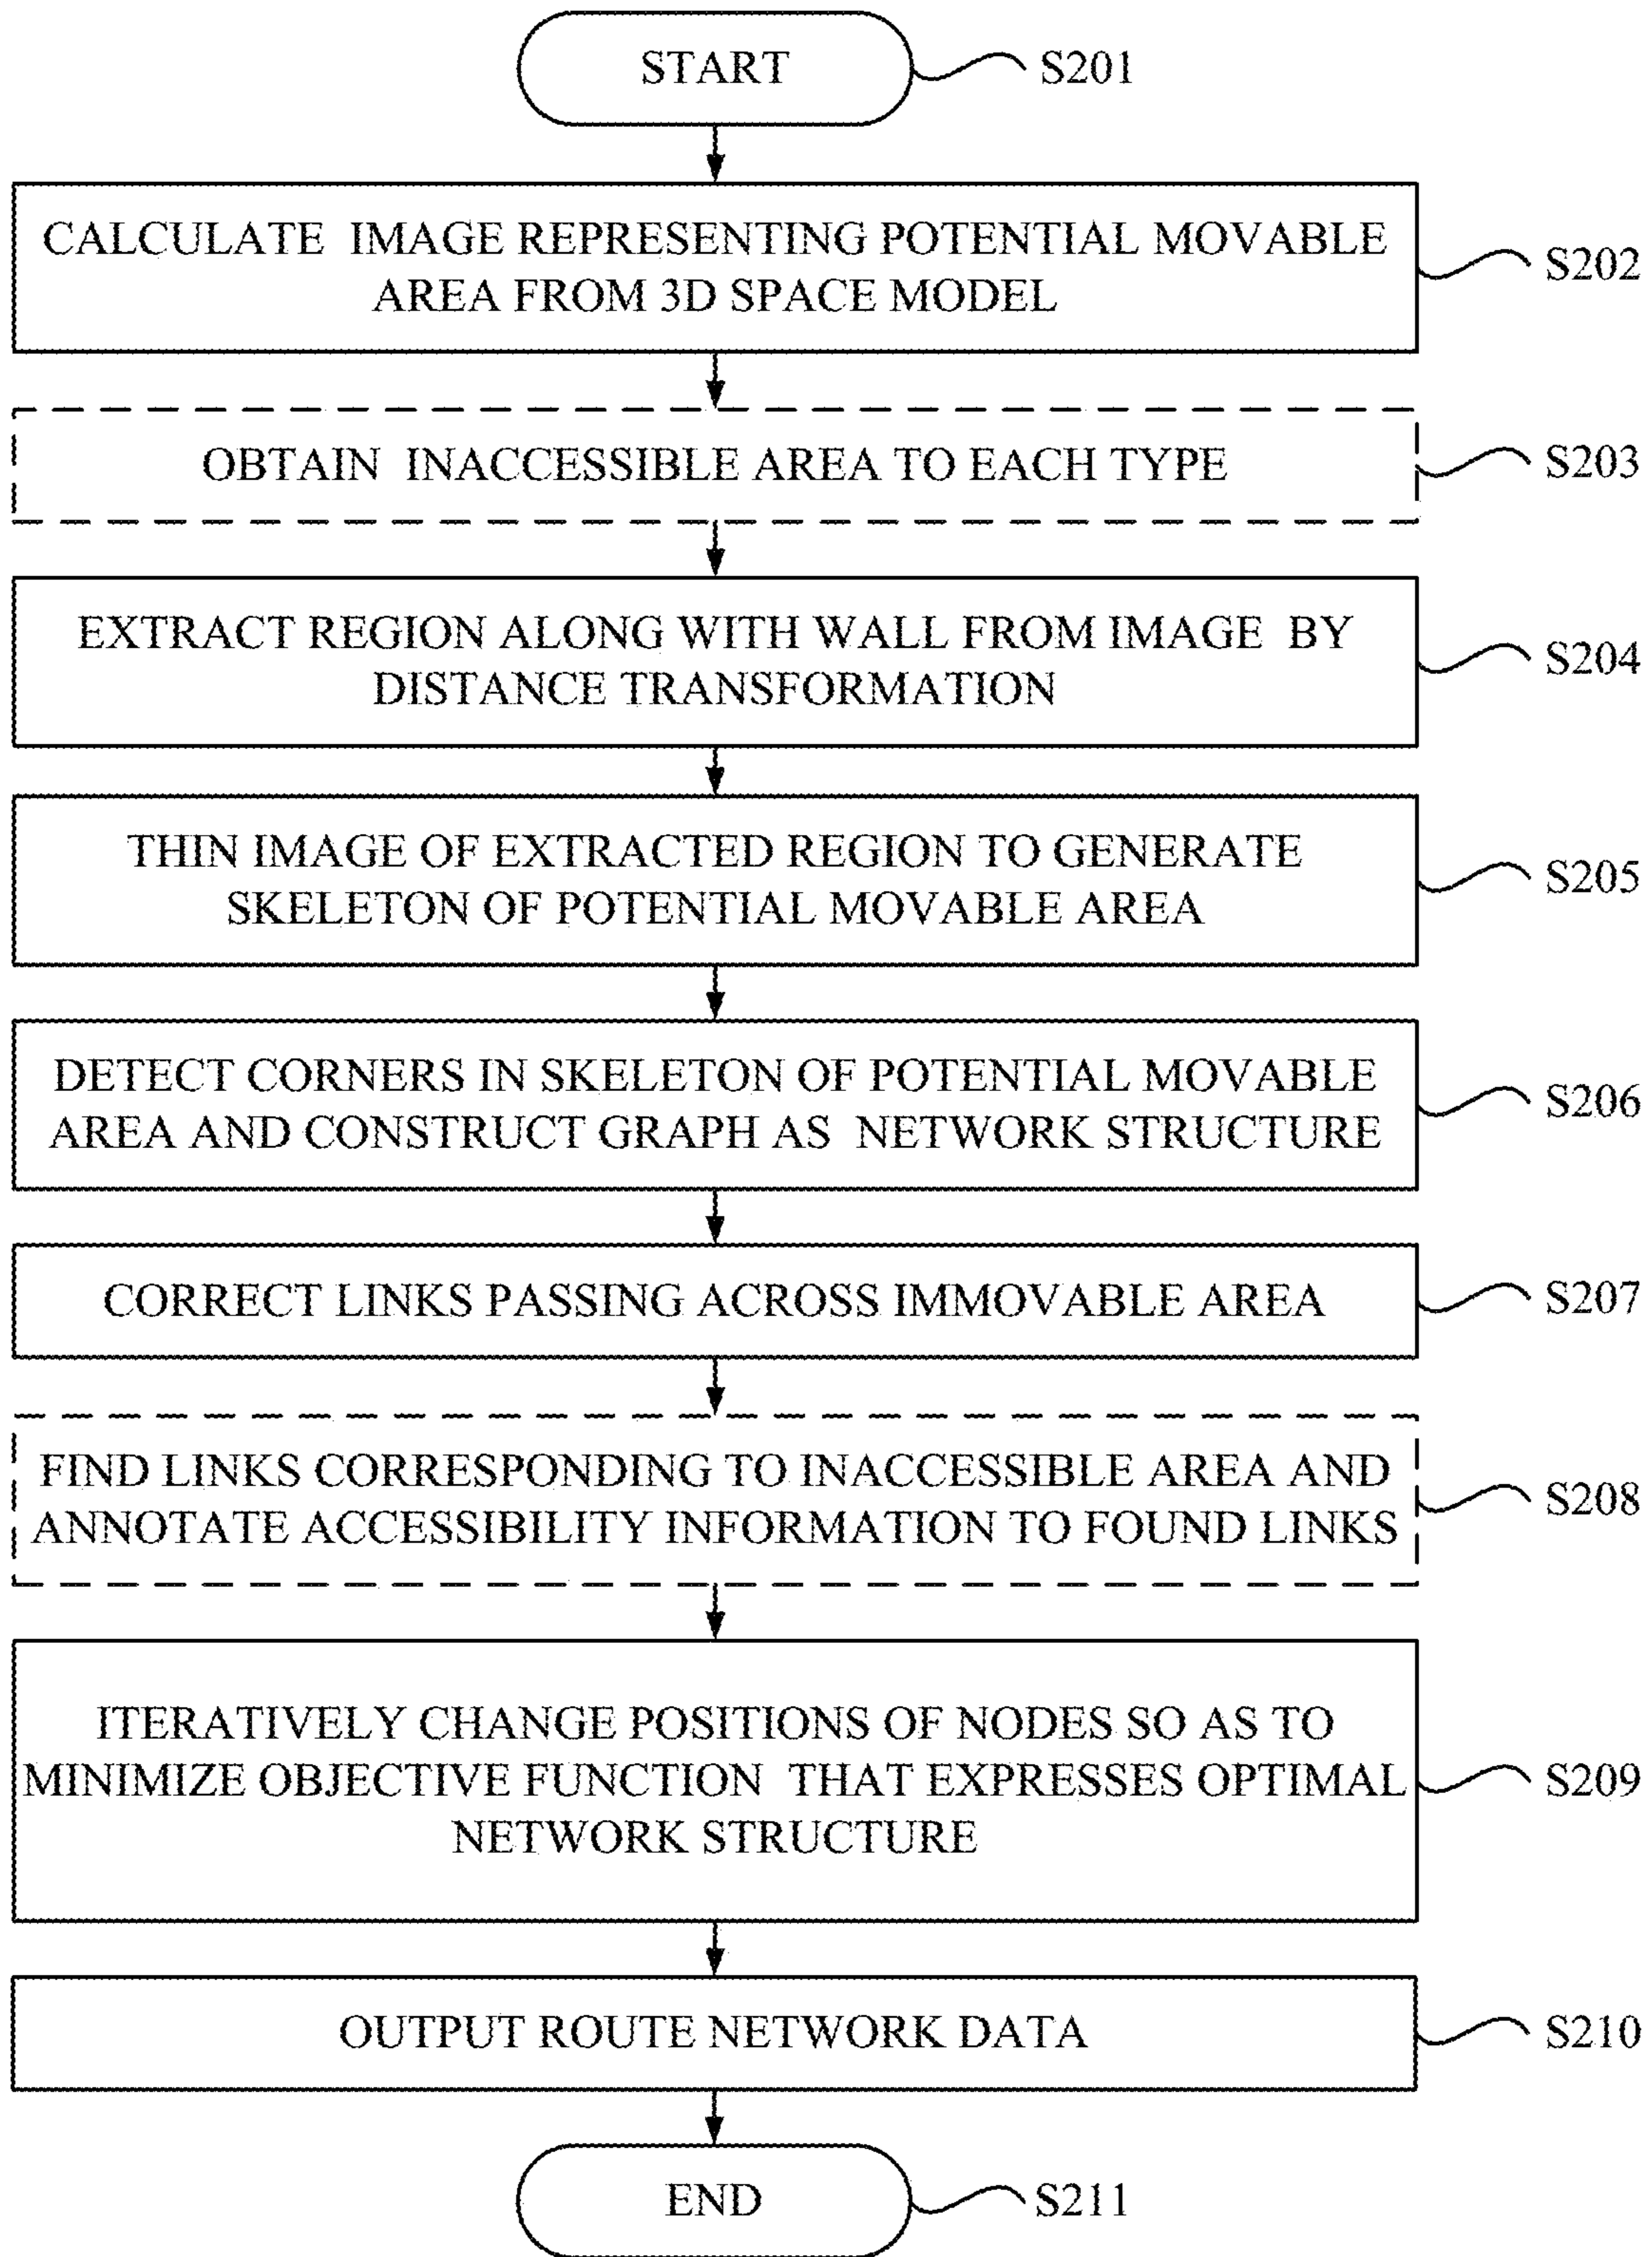 START
S201
CALCULATE IMAGE REPRESENTING POTENTIAL MOVABLE
AREA FROM 3D SPACE MODEL
S202
OBTAIN INACCESSIBLE AREA TO EACH TYPE
S203
EXTRACT REGION ALONG WITH WALL FROM IMAGE BY
DISTANCE TRANSFORMATION
S204
THIN IMAGE OF EXTRACTED REGION TO GENERATE
SKELETON OF POTENTIAL MOVABLE AREA
S205
DETECT CORNERS IN SKELETON OF POTENTIAL MOVABLE
AREA AND CONSTRUCT GRAPH AS NETWORK STRUCTURE
S206
CORRECT LINKS PASSING ACROSS IMMOVABLE AREA
S207
FIND LINKS CORRESPONDING TO INACCESSIBLE AREA AND
ANNOTATE ACCESSIBILITY INFORMATION TO FOUND LINKS
S208
ITERATIVELY CHANGE POSITIONS OF NODES SO AS TO
MINIMIZE OBJECTIVE FUNCTION THAT EXPRESSES OPTIMAL
NETWORK STRUCTURE
S209
OUTPUT ROUTE NETWORK DATA
S210
END
S211